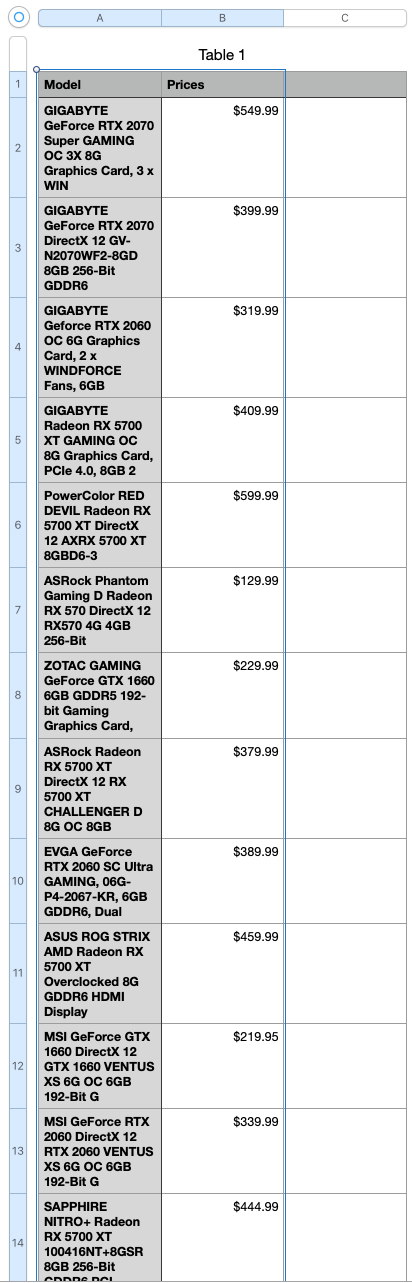 A B C
Table 1
1 Model Prices
2 GIGABYTE $549.99
GeForce RTX 2070
Super GAMING
OC 3X 8G
Graphics Card, 3 x
WIN
3 GIGABYTE $399.99
GeForce RTX 2070
DirectX 12 GV-
N2070WF2-8GD
8GB 256-Bit
GDDR6
4 GIGABYTE $319.99
Geforce RTX 2060
OC 6G Graphics
Card, 2 x
WINDFORCE
Fans, 6GB
5 GIGABYTE $409.99
Radeon RX 5700
XT GAMING OC
8G Graphics Card,
PCIe 4.0, 8GB 2
6 PowerColor RED $599.99
DEVIL Radeon RX
5700 XT DirectX
12 AXRX 5700 XT
8GBD6-3
7 ASRock Phantom $129.99
Gaming D Radeon
RX 570 DirectX 12
RX570 4G 4GB
256-Bit
8 ZOTAC GAMING $229.99
GeForce GTX 1660
6GB GDDR5 192-
bit Gaming
Graphics Card,
9 ASRock Radeon $379.99
RX 5700 XT
DirectX 12 RX
5700 XT
CHALLENGER D
8G OC 8GB
10 EVGA GeForce $389.99
RTX 2060 SC Ultra
GAMING, 06G-
P4-2067-KR, 6GB
GDDR6, Dual
11 ASUS ROG STRIX $459.99
AMD Radeon RX
5700 XT
Overclocked 8G
GDDR6 HDMI
Display
12 MSI GeForce GTX $219.95
1660 DirectX 12
GTX 1660 VENTUS
XS 6G OC 6GB
192-Bit G
13 MSI GeForce RTX $339.99
2060 DirectX 12
RTX 2060 VENTUS
XS 6G OC 6GB
192-Bit G
14 SAPPHIRE $444.99
NITRO+ Radeon
RX 5700 XT
100416NT+8GSR
8GB 256-Bit
GDDR6 PCI